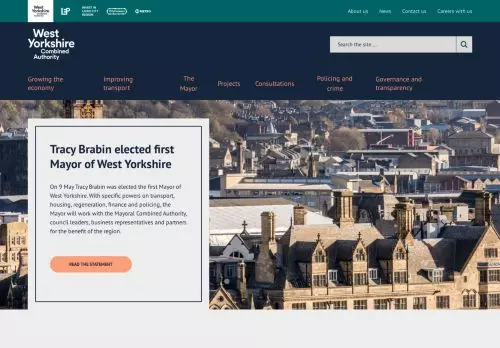 West
Yorkshire
Combined
Authority
LEP
INVEST IN
LEEDS CITY
REGION
METRO
About us
News
Contact us
Careers with us
West
Yorkshire
Combined
Authority
Search the site ...
Growing the
economy
Improving
transport
The
Mayor
Projects
Consultations
Policing and
crime
Governance and
transparency
Tracy Brabin elected first
Mayor of West Yorkshire
On 9 May Tracy Brabin was elected the first Mayor of
West Yorkshire. With specific powers on transport,
housing, regeneration, finance and policing, the
Mayor will work with the Mayoral Combined Authority,
council leaders, business representatives and partners
for the benefit of the region.
READ THE STATEMENT